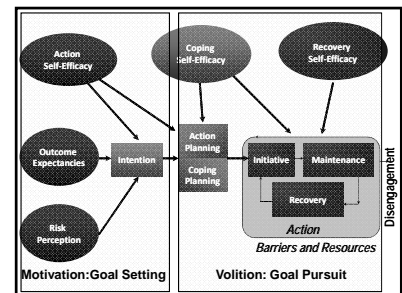 Action
Self-Efficacy
Coping
Self-Efficacy
Recovery
Self-Efficacy
Outcome
Expectancies
Intention
Action
Planning
Coping
Planning
Initiative
Maintenance
Recovery
Disengagement
Risk
Perception
Action
Barriers and Resources
Motivation:Goal Setting
Volition: Goal Pursuit